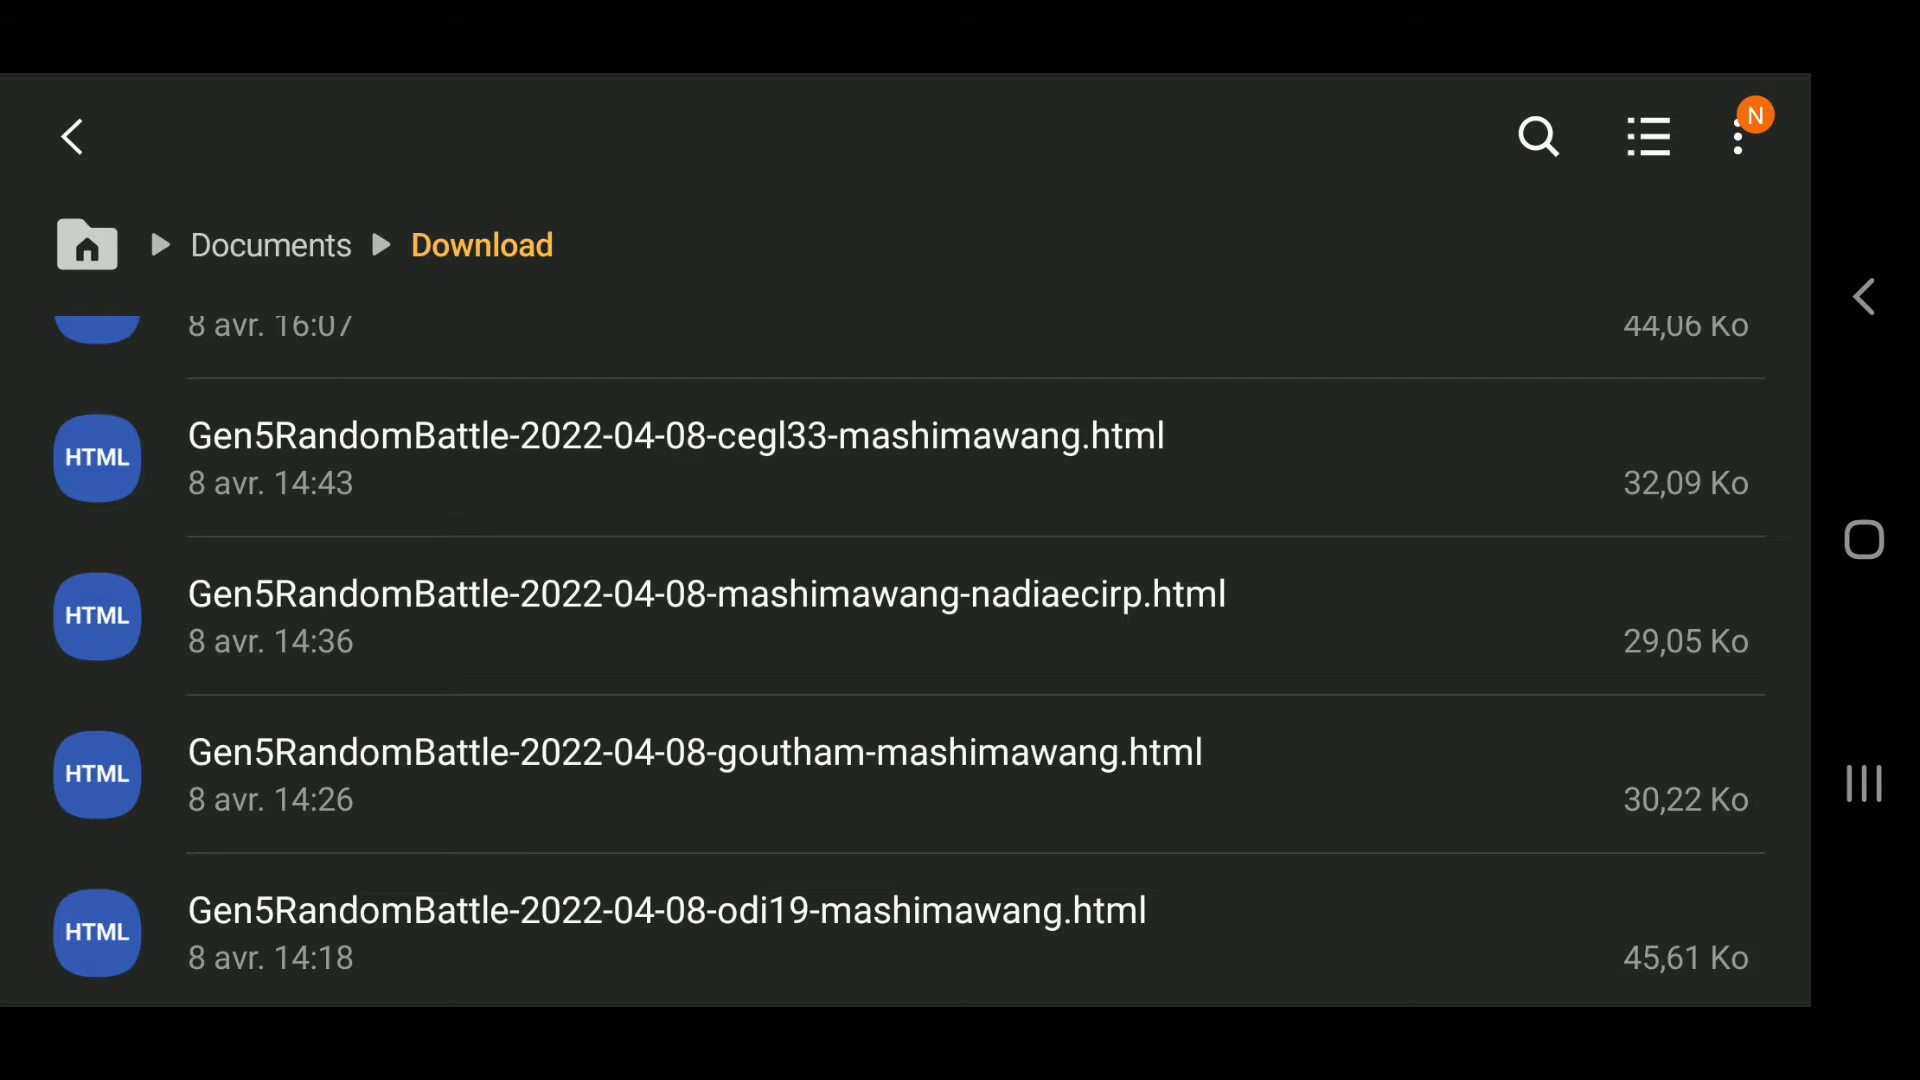 N
Documents Download
8 avr. 16:07
44,06 Ko
HTML
Gen5RandomBattle-2022-04-08-cegl33-mashimawang.html
8 avr. 14:43
32,09 Ko
HTML
Gen5RandomBattle-2022-04-08-mashimawang-nadiaecirp.html
8 avr. 14:36
29,05 Ko
HTML
Gen5RandomBattle-2022-04-08-goutham-mashimawang.html
8 avr. 14:26
30,22 Ko
HTML
Gen5RandomBattle-2022-04-08-odi19-mashimawang.html
8 avr. 14:18
45,61 Ko